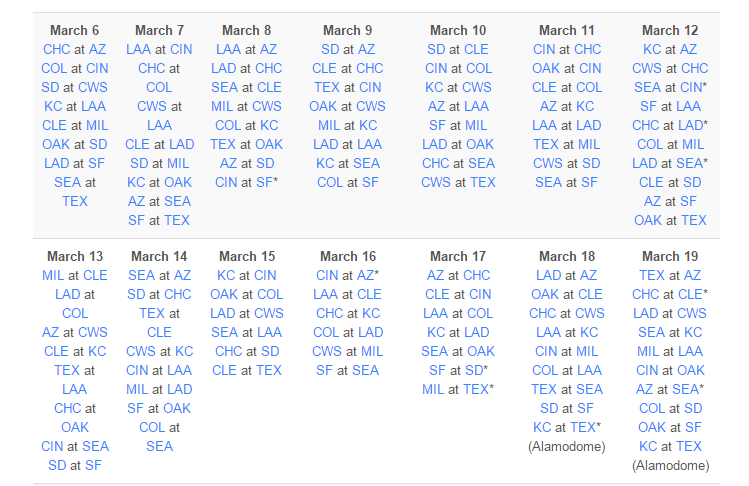 March 6
CHC at AZ
COL at CIN
SD at CWS
KC at LAA
CLE at MIL
OAK at SD
LAD at SF
SEA at
TEX
March 7
LAA at CIN
CHC at
COL
CWS at
LAA
CLE at LAD
SD at MIL
KC at OAK
AZ at SEA
SF at TEX
March 8
LAA at AZ
LAD at CHC
SEA at CLE
MIL at CWS
COL at KC
TEX at OAK
AZ at SD
CIN at SF*
March 9
SD at AZ
CLE at CHC
TEX at CIN
OAK at CWS
MIL at KC
LAD at LAA
KC at SEA
COL at SF
March 10
SD at CLE
CIN at COL
KC at CWS
AZ at LAA
SF at MIL
LAD at OAK
CHC at SEA
CWS at TEX
March 11
CIN at CHC
OAK at CIN
CLE at COL
AZ at KC
LAA at LAD
TEX at MIL
CWS at SD
SEA at SF
March 12
KC at AZ
CWS at CHC
SEA at CIN*
SF at LAA
CHC at LAD*
COL at MIL
LAD at SEA*
CLE at SD
AZ at SF
OAK at TEX
March 13
MIL at CLE
LAD at
COL
AZ at CWS
CLE at KC
TEX at
LAA
CHC at
OAK
CIN at SEA
SD at SF
March 14
SEA at AZ
SD at CHC
TEX at
CLE
CWS at KC
CIN at LAA
MIL at LAD
SF at OAK
COL at
SEA
March 15
KC at CIN
OAK at COL
LAD at CWS
SEA at LAA
CHC at SD
CLE at TEX
March 16
CIN at AZ*
LAA at CLE
CHC at KC
COL at LAD
CWS at MIL
SF at SEA
March 17
AZ at CHC
CLE at CIN
LAA at COL
KC at LAD
SEA at OAK
SF at SD*
MIL at TEX*
March 18
LAD at AZ
OAK at CLE
CHC at CWS
LAA at KC
CIN at MIL
COL at LAA
TEX at SEA
SD at SF
KC at TEX*
(Alamodome)
March 19
TEX at AZ
CHC at CLE*
LAD at CWS
SEA at KC
MIL at LAA
CIN at OAK
AZ at SEA*
COL at SD
OAK at SF
KC at TEX
(Alamodome)